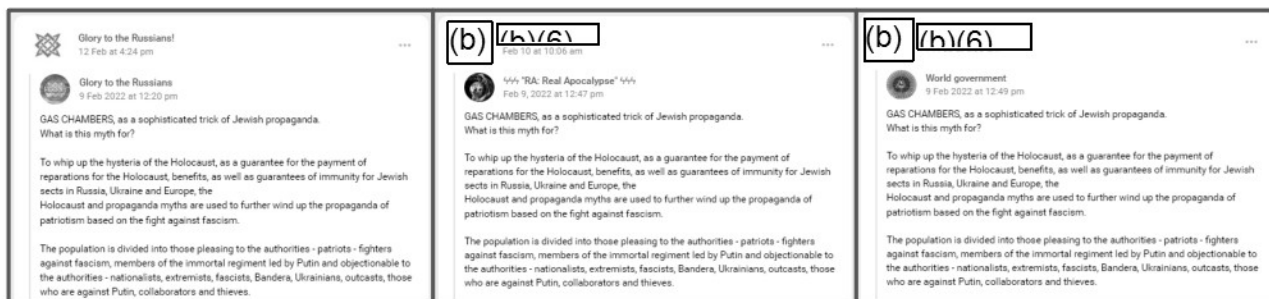 Glory to the Russians!
12 Feb at 4:24 pm
Glory to the Russians
9 Feb 2022 at 12:20 pm
GAS CHAMBERS, as a sophisticated trick of Jewish propaganda.
What is this myth for?
To whip up the hysteria of the Holocaust, as a guarantee for the payment of
reparations for the Holocaust, benefits, as well as guarantees of immunity for Jewish
sects in Russia, Ukraine and Europe, the
Holocaust and propaganda myths are used to further wind up the propaganda of
patriotism based on the fight against fascism.
The population is divided into those pleasing to the authorities - patriots - fighters
against fascism, members of the immortal regiment led by Putin and objectionable to
the authorities - nationalists, extremists, fascists, Bandera, Ukrainians, outcasts, those
who are against Putin, collaborators and thieves.
(b) (b)(6)
Feb 10 at 10:06 am
ϟϟϟ "RA: Real Apocalypse" ϟϟϟ
Feb 9, 2022 at 12:47 pm
GAS CHAMBERS, as a sophisticated trick of Jewish propaganda.
What is this myth for?
To whip up the hysteria of the Holocaust, as a guarantee for the payment of
reparations for the Holocaust, benefits, as well as guarantees of immunity for Jewish
sects in Russia, Ukraine and Europe, the
Holocaust and propaganda myths are used to further wind up the propaganda of
patriotism based on the fight against fascism.
The population is divided into those pleasing to the authorities - patriots - fighters
against fascism, members of the immortal regiment led by Putin and objectionable to
the authorities - nationalists, extremists, fascists, Bandera, Ukrainians, outcasts, those
who are against Putin, collaborators and thieves.
(b) (b)(6)
World government
9 Feb 2022 at 12:49 pm
GAS CHAMBERS, as a sophisticated trick of Jewish propaganda.
What is this myth for?
To whip up the hysteria of the Holocaust, as a guarantee for the payment of
reparations for the Holocaust, benefits, as well as guarantees of immunity for Jewish
sects in Russia, Ukraine and Europe, the
Holocaust and propaganda myths are used to further wind up the propaganda of
patriotism based on the fight against fascism.
The population is divided into those pleasing to the authorities - patriots - fighters
against fascism, members of the immortal regiment led by Putin and objectionable to
the authorities - nationalists, extremists, fascists, Bandera, Ukrainians, outcasts, those
who are against Putin, collaborators and thieves.